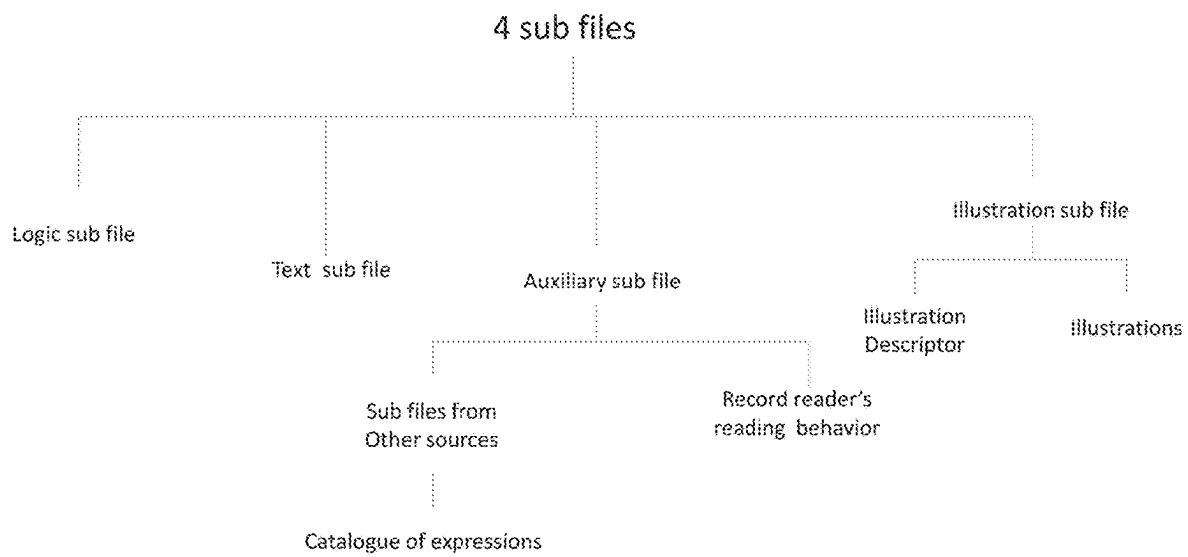 4 sub files
Logic sub file
Text sub file
Auxiliary sub file
Illustration sub file
Illustration
Descriptor
Illustrations
Sub files from
Other sources
Record reader's
reading behavior
Catalogue of expressions